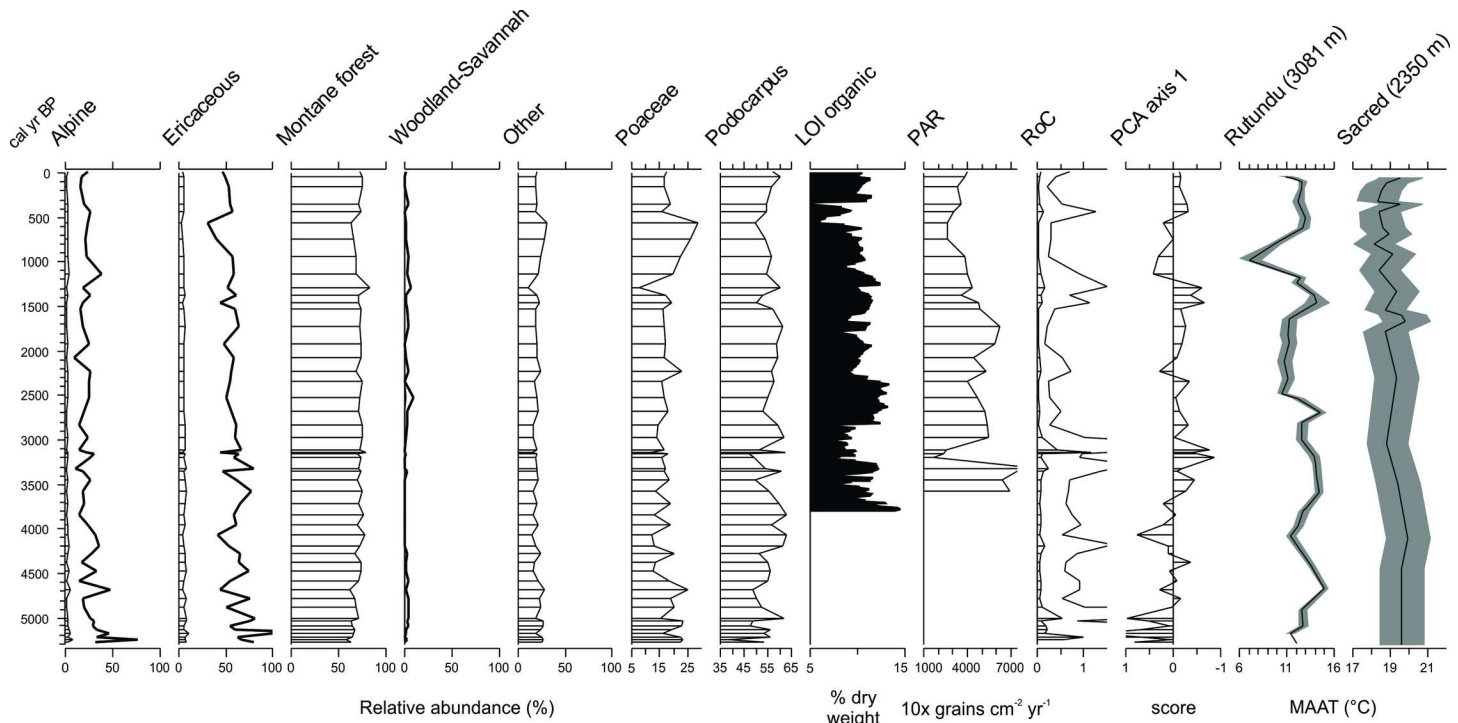 cal yr BP
Alpine
Ericaceous
Montane forest
Woodland-Savannah
Other
Poaceae
Podocarpus
LOI organic
PAR
RoC
PCA axis 1
Rutundu (3081 m)
Sacred (2350 m)
0
500
1000
1500
2000
2500
3000
3500
4000
4500
5000
0 50 100 0 50 100 0 50 100 0 50 100 0 50 100 5 15 25 35 45 55 65 5 15 1000 4000 7000 0 1 1 0 -1 6 11 16 17 19 21
Relative abundance (%)
% dry
weight
10x grains cm⁻² yr⁻¹
score
MAAT (°C)